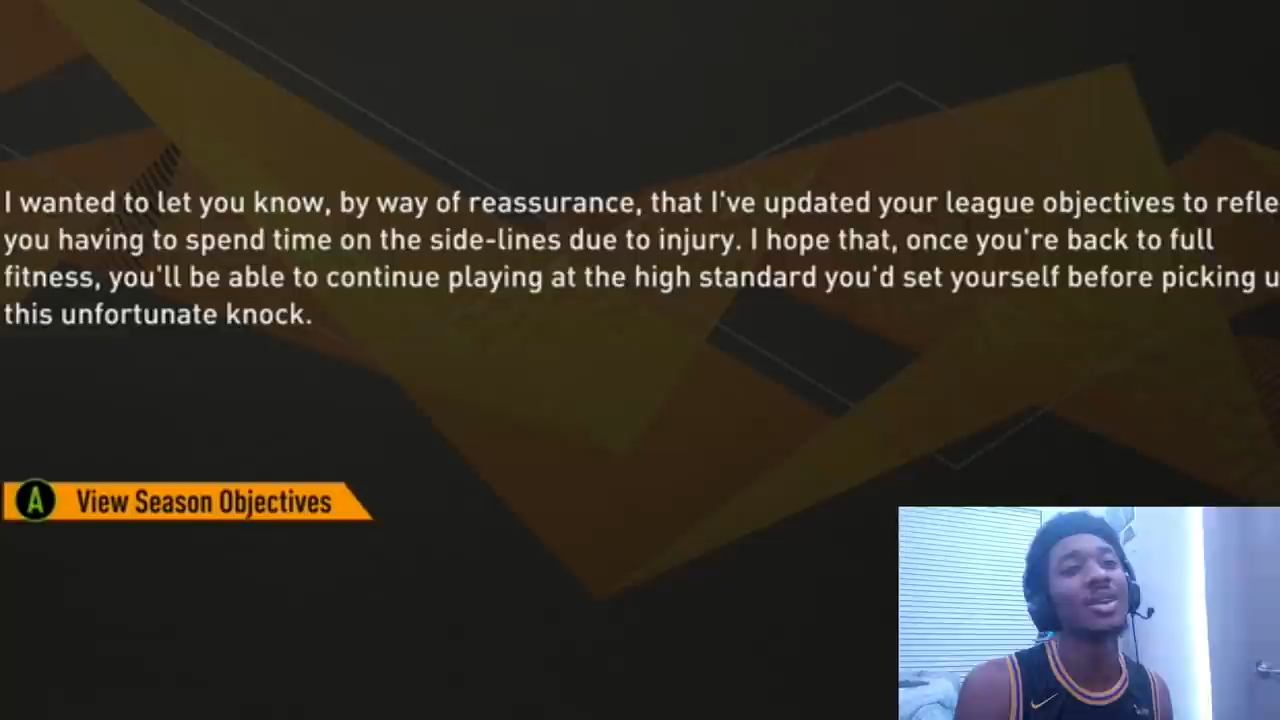 I wanted to let you know, by way of reassurance, that I've updated your league objectives to refle
you having to spend time on the side-lines due to injury. I hope that, once you're back to full
fitness, you'll be able to continue playing at the high standard you'd set yourself before picking u
this unfortunate knock.
A View Season Objectives